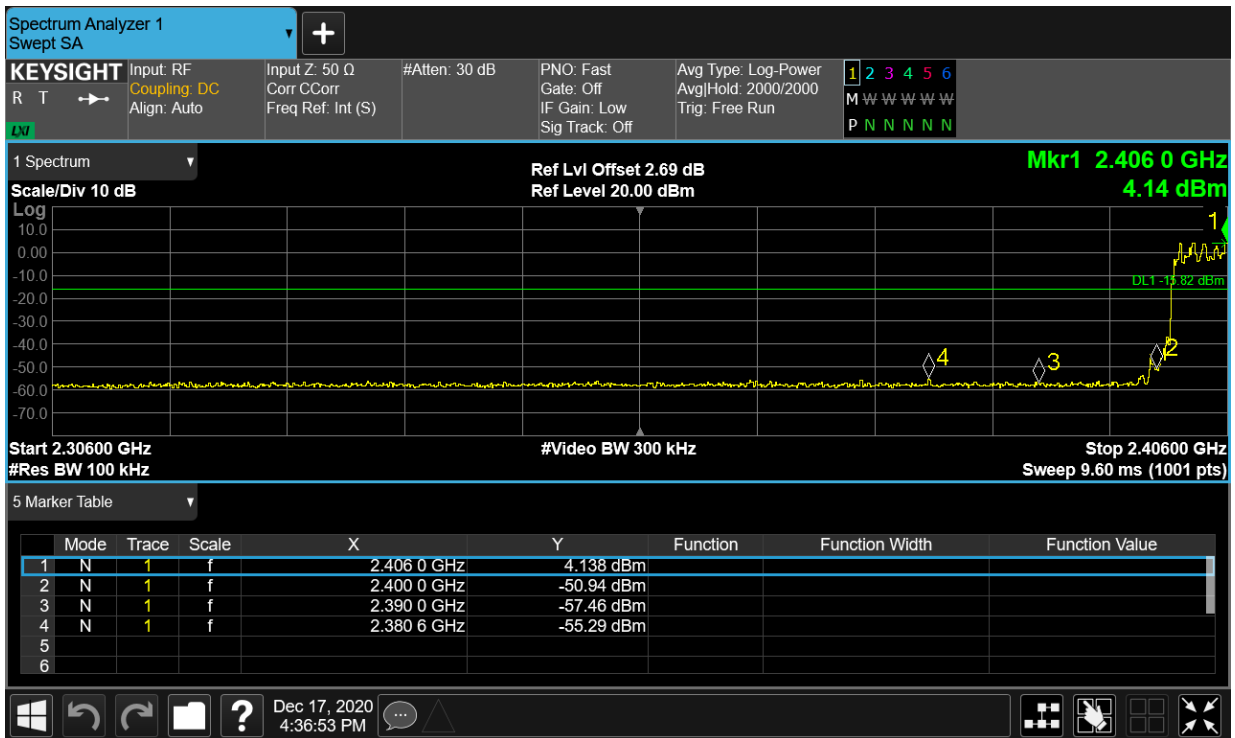 Spectrum Analyzer 1
Swept SA
+
KEYSIGHT Input: RF Input Z: 50 Ω #Atten: 30 dB PNO: Fast Avg Type: Log-Power 1 2 3 4 5 6
R T Coupling: DC Corr CCorr Gate: Off Avg|Hold: 2000/2000 M W W W W W W
Align: Auto Freq Ref: Int (S) IF Gain: Low Trig: Free Run
LXI Sig Track: Off P N N N N N N
1 Spectrum Ref Lvl Offset 2.69 dB Mkr1 2.406 0 GHz
Scale/Div 10 dB Ref Level 20.00 dBm 4.14 dBm
Log
1
10.0
0.00
-10.0
DL1 -15.82 dBm
-20.0
-30.0
-40.0
4 3 2
-50.0
-60.0
-70.0
Start 2.30600 GHz #Video BW 300 kHz Stop 2.40600 GHz
#Res BW 100 kHz Sweep 9.60 ms (1001 pts)
5 Marker Table
Mode Trace Scale X Y Function Function Width Function Value
1 N 1 f 2.406 0 GHz 4.138 dBm
2 N 1 f 2.400 0 GHz -50.94 dBm
3 N 1 f 2.390 0 GHz -57.46 dBm
4 N 1 f 2.380 6 GHz -55.29 dBm
5
6
? Dec 17, 2020
4:36:53 PM